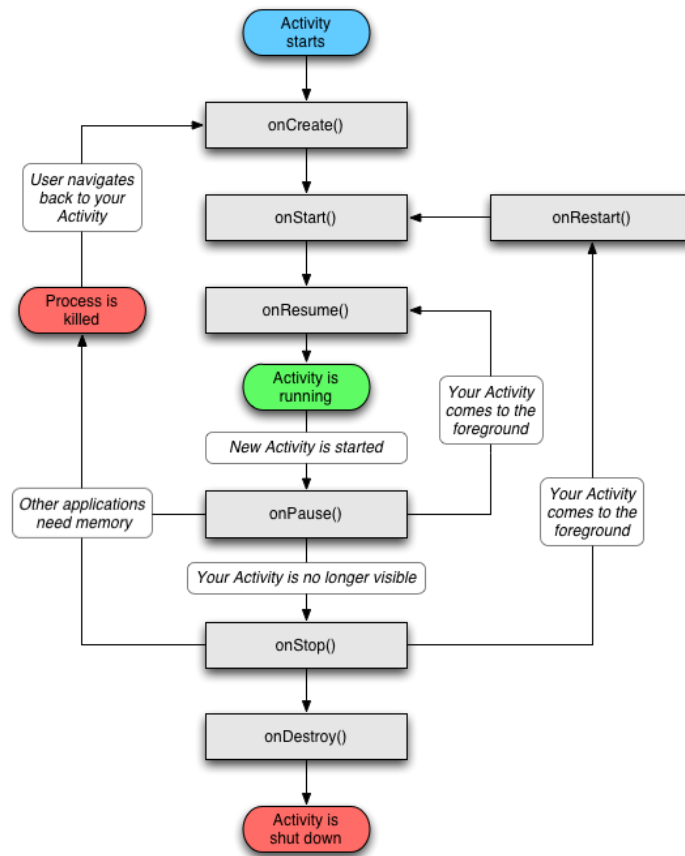 Activity
starts
onCreate()
User navigates
back to your
Activity
onStart()
onRestart()
Process is
killed
onResume()
Activity is
running
Your Activity
comes to the
foreground
New Activity is started
Other applications
need memory
onPause()
Your Activity
comes to the
foreground
Your Activity is no longer visible
onStop()
onDestroy()
Activity is
shut down